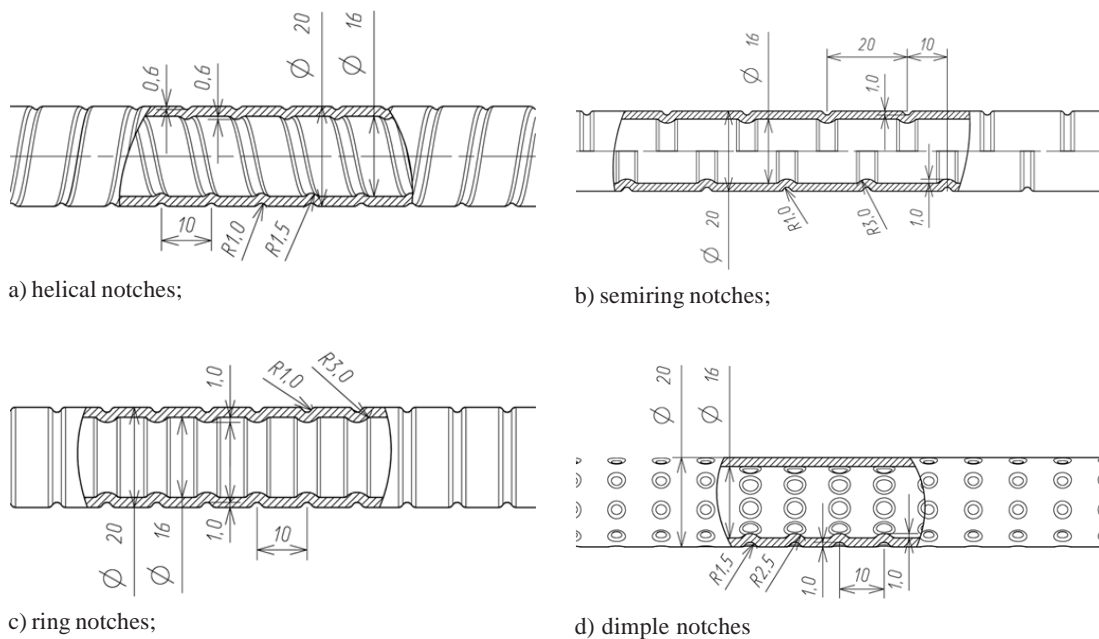 0,6
0,6
Ø 20
Ø 16
10
R1,0
R1,5
a) helical notches;
Ø 16
20
10
1,0
Ø 20
R1,0
R3,0
1,0
b) semiring notches;
1,0
R1,0
R3,0
Ø 20
Ø 16
1,0
10
c) ring notches;
Ø 20
Ø 16
R1,5
R2,5
1,0
10
1,0
d) dimple notches